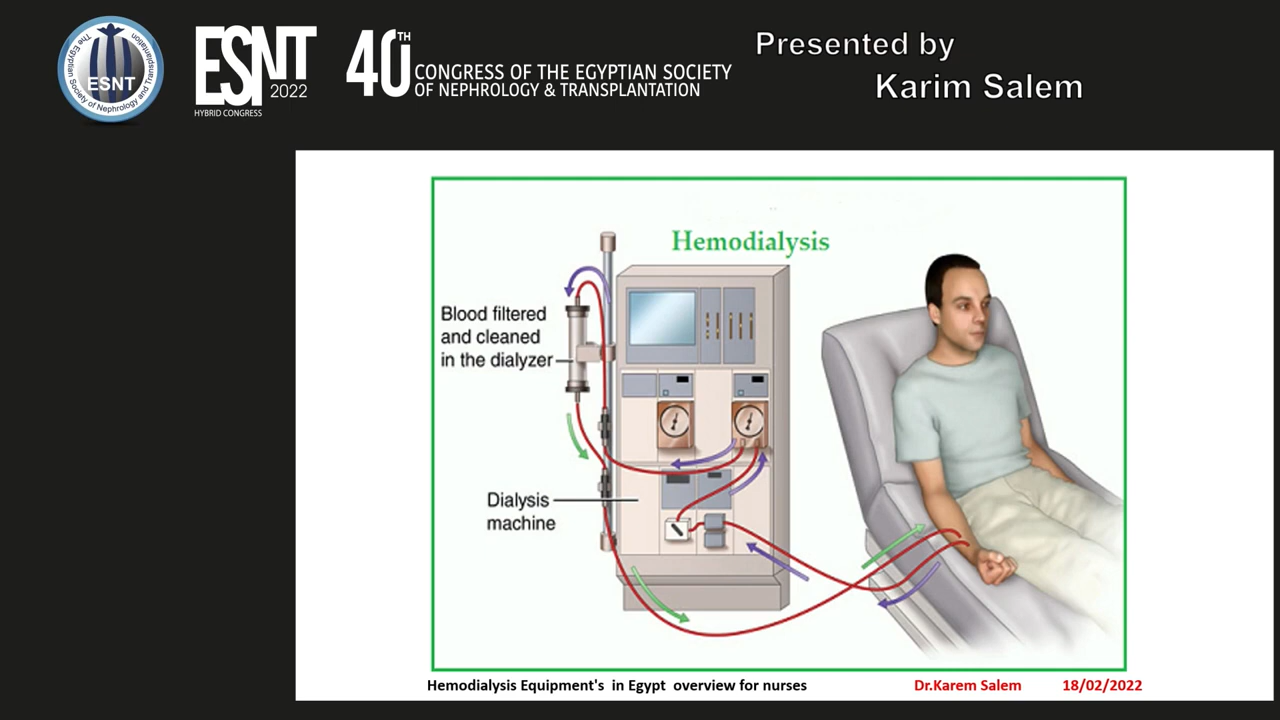 The Egyptian Society of Nephrology and Transplantation
ESNT
ESNT
2022
HYBRID CONGRESS
40TH
CONGRESS OF THE EGYPTIAN SOCIETY
OF NEPHROLOGY & TRANSPLANTATION
Presented by
Karim Salem
Hemodialysis
Blood filtered
and cleaned
in the dialyzer
Dialysis
machine
Hemodialysis Equipment's in Egypt overview for nurses
Dr.Karem Salem
18/02/2022